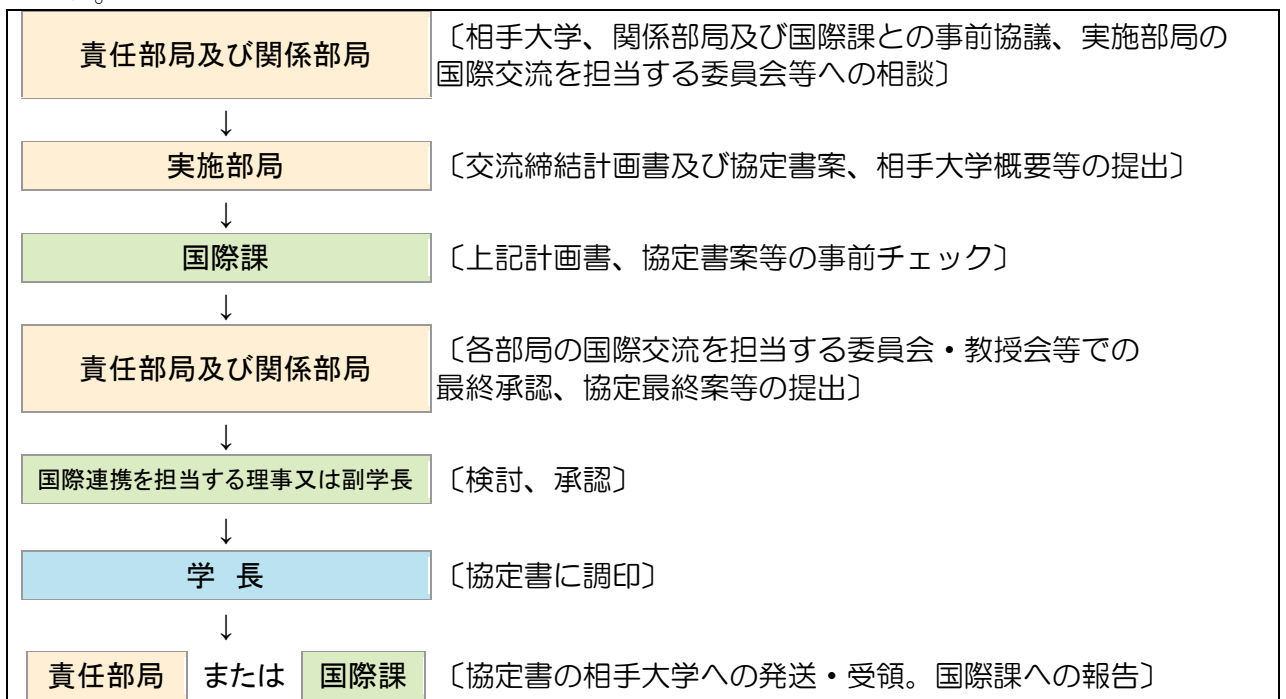 責任部局及び関係部局
〔相手大学、関係部局及び国際課との事前協議、実施部局の
国際交流を担当する委員会等への相談〕
↓
実施部局
〔交流締結計画書及び協定書案、相手大学概要等の提出〕
↓
国際課
〔上記計画書、協定書案等の事前チェック〕
↓
責任部局及び関係部局
〔各部局の国際交流を担当する委員会・教授会等での
最終承認、協定最終案等の提出〕
↓
国際連携を担当する理事又は副学長
〔検討、承認〕
↓
学 長
〔協定書に調印〕
↓
責任部局 または 国際課
〔協定書の相手大学への発送・受領。国際課への報告〕